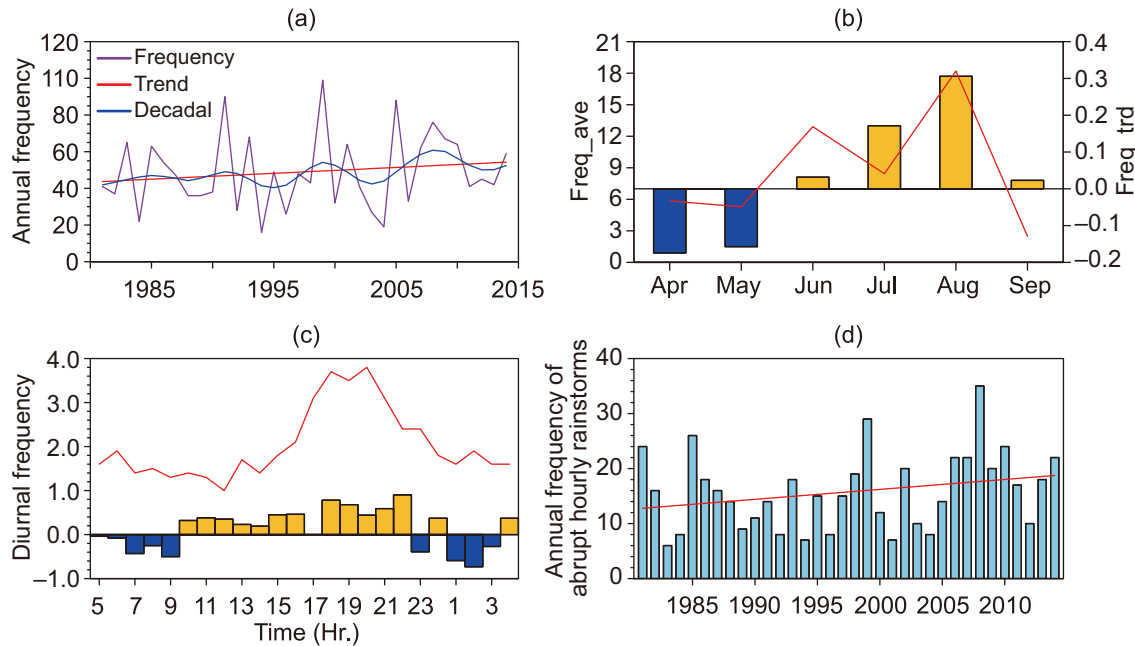 (a)
120
100
80
60
40
20
0
Annual frequency
Frequency
Trend
Decadal
1985
1995
2005
2015
(b)
21
18
15
12
9
6
3
0
Freq_ave
0.4
0.3
0.2
0.1
0.0
−0.1
−0.2
Freq_trd
Apr
May
Jun
Jul
Aug
Sep
(c)
4.0
3.0
2.0
1.0
0.0
−1.0
Diurnal frequency
5
7
9
11
13
15
17
19
21
23
1
3
Time (Hr.)
(d)
40
30
20
10
0
Annual frequency of
abrupt hourly rainstorms
1985
1990
1995
2000
2005
2010